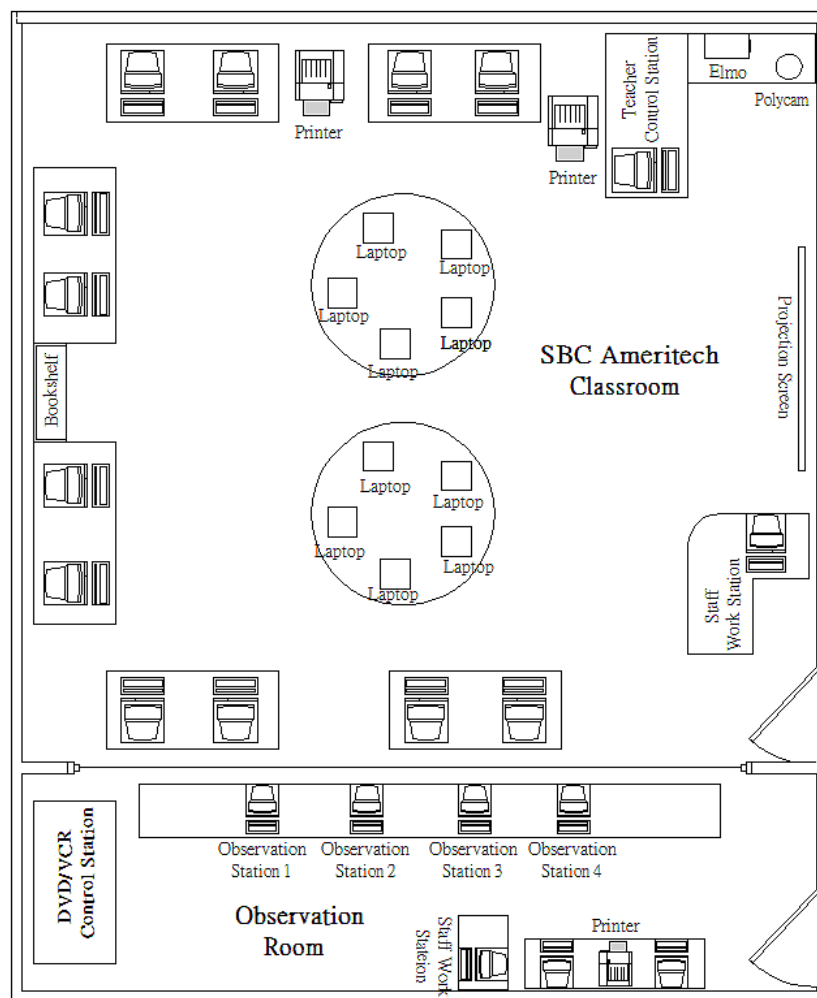 Teacher
Control Station
Elmo
Polycam
Printer
Printer
Laptop
Laptop
Laptop
Laptop
Laptop
SBC Ameritech
Classroom
Projection Screen
Bookshelf
Laptop
Laptop
Laptop
Laptop
Laptop
Staff
Work Station
Observation
Station 1
Observation
Station 2
Observation
Station 3
Observation
Station 4
DVD/VCR
Control Station
Observation
Room
Staff Work
Stateion
Printer